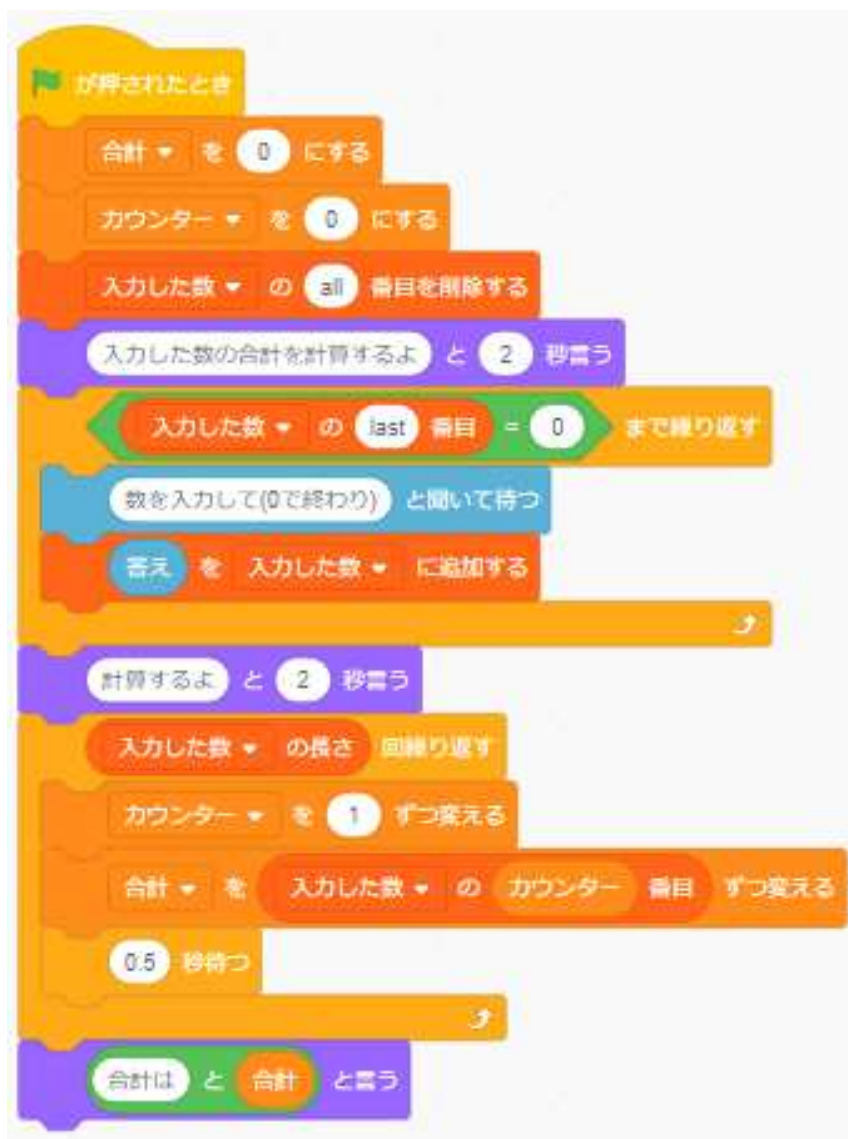 が押されたとき
合計 を 0 にする
カウンター を 0 にする
入力した数 の all 番目を削除する
入力した数の合計を計算するよ と 2 秒言う
入力した数 の last 番目 = 0 まで繰り返す
数を入力して(0で終わり) と聞いて待つ
答え を 入力した数 に追加する
計算するよ と 2 秒言う
入力した数 の長さ 回繰り返す
カウンター を 1 ずつ変える
合計 を 入力した数 の カウンター 番目 ずつ変える
0.5 秒待つ
合計は と 合計 と言う